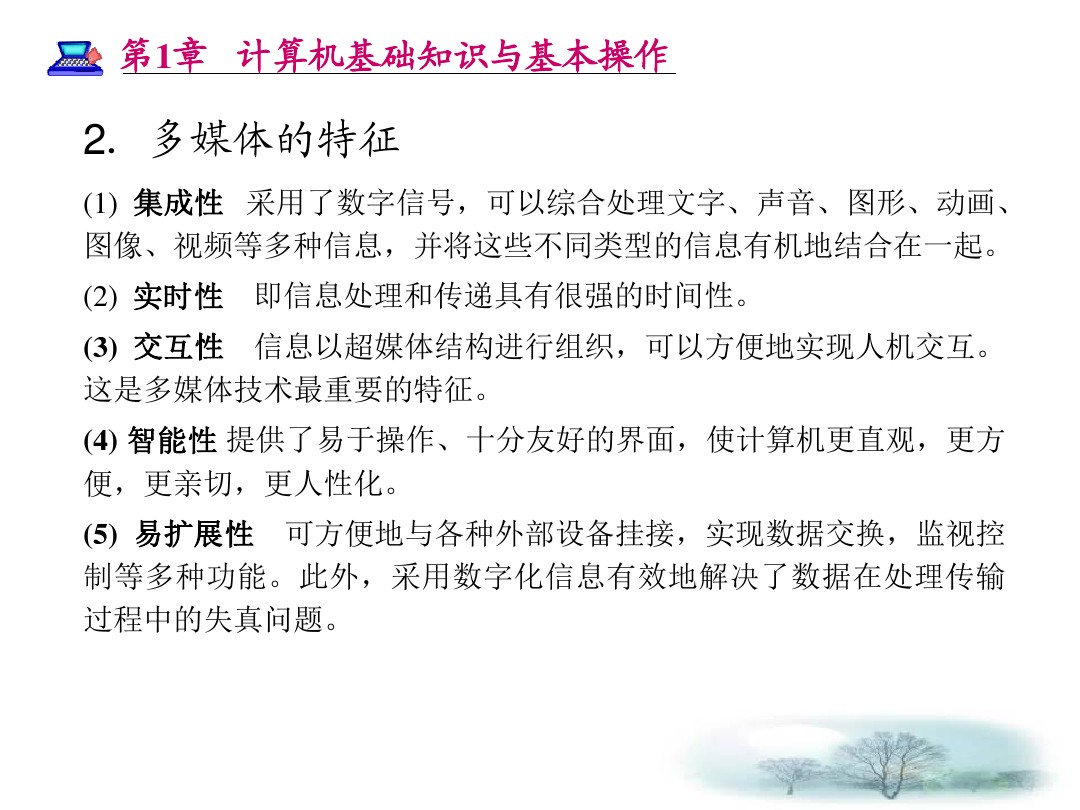 第1章 计算机基础知识与基本操作
2. 多媒体的特征
(1) 集成性 采用了数字信号，可以综合处理文字、声音、图形、动画、
图像、视频等多种信息，并将这些不同类型的信息有机地结合在一起。
(2) 实时性 即信息处理和传递具有很强的时间性。
(3) 交互性 信息以超媒体结构进行组织，可以方便地实现人机交互。
这是多媒体技术最重要的特征。
(4) 智能性 提供了易于操作、十分友好的界面，使计算机更直观，更方
便，更亲切，更人性化。
(5) 易扩展性 可方便地与各种外部设备挂接，实现数据交换，监视控
制等多种功能。此外，采用数字化信息有效地解决了数据在处理传输
过程中的失真问题。